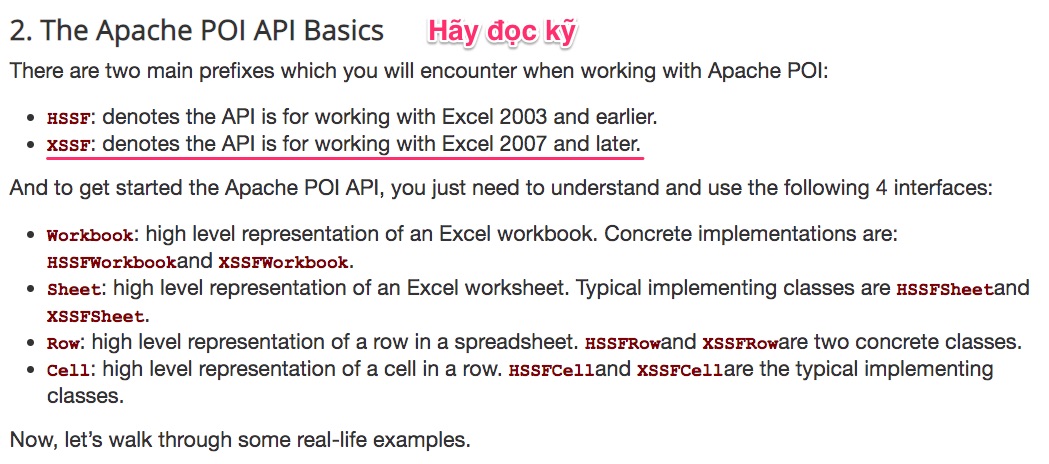 2. The Apache POI API Basics Hãy đọc kỹ
There are two main prefixes which you will encounter when working with Apache POI:
• HSSF: denotes the API is for working with Excel 2003 and earlier.
• XSSF: denotes the API is for working with Excel 2007 and later.
And to get started the Apache POI API, you just need to understand and use the following 4 interfaces:
• Workbook: high level representation of an Excel workbook. Concrete implementations are:
HSSFWorkbookand XSSFWorkbook.
• Sheet: high level representation of an Excel worksheet. Typical implementing classes are HSSFSheetand
XSSFSheet.
• Row: high level representation of a row in a spreadsheet. HSSFRowand XSSFRoware two concrete classes.
• Cell: high level representation of a cell in a row. HSSFCelland XSSFCellare the typical implementing
classes.
Now, let’s walk through some real-life examples.